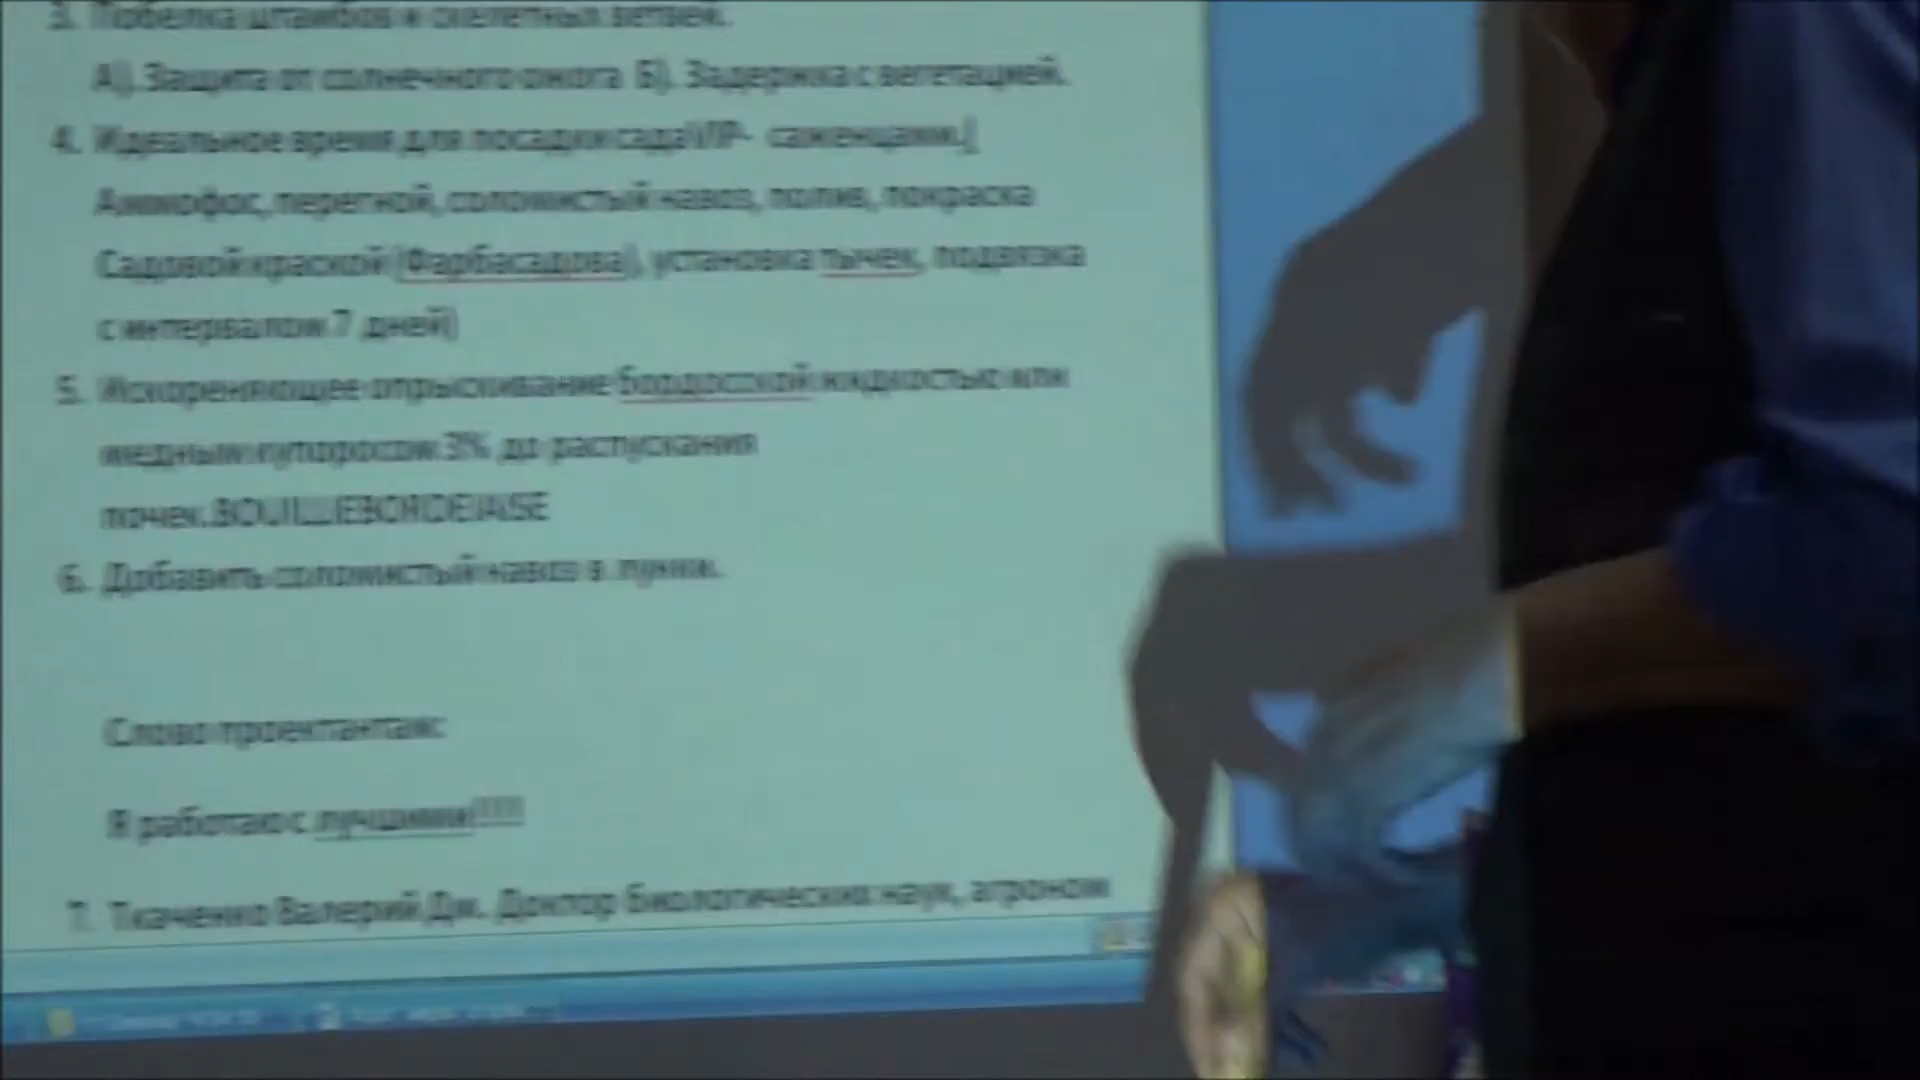 3. Побелка штамбов и скелетных ветвей.
А). Защита от солнечного ожога Б). Задержка с вегетацией.
4. Идеальное время для посадки сада УПР- саженцами.(
Аммофос, перегной, соломистый навоз, полив, покраска
Садовой краской (Фарбасадова), установка тычек, подвязка
с интервалом 7 дней)
5. Искореняющее опрыскивание бордосской жидкостью или
медным купоросом 3% до распускания
почек.
6. Добавить соломистый навоз в лунки.
Слово проектантам:
Я работаю с лучшими!!!!
7. Ткаченко Валерий Дм. Доктор биологических наук, агроном